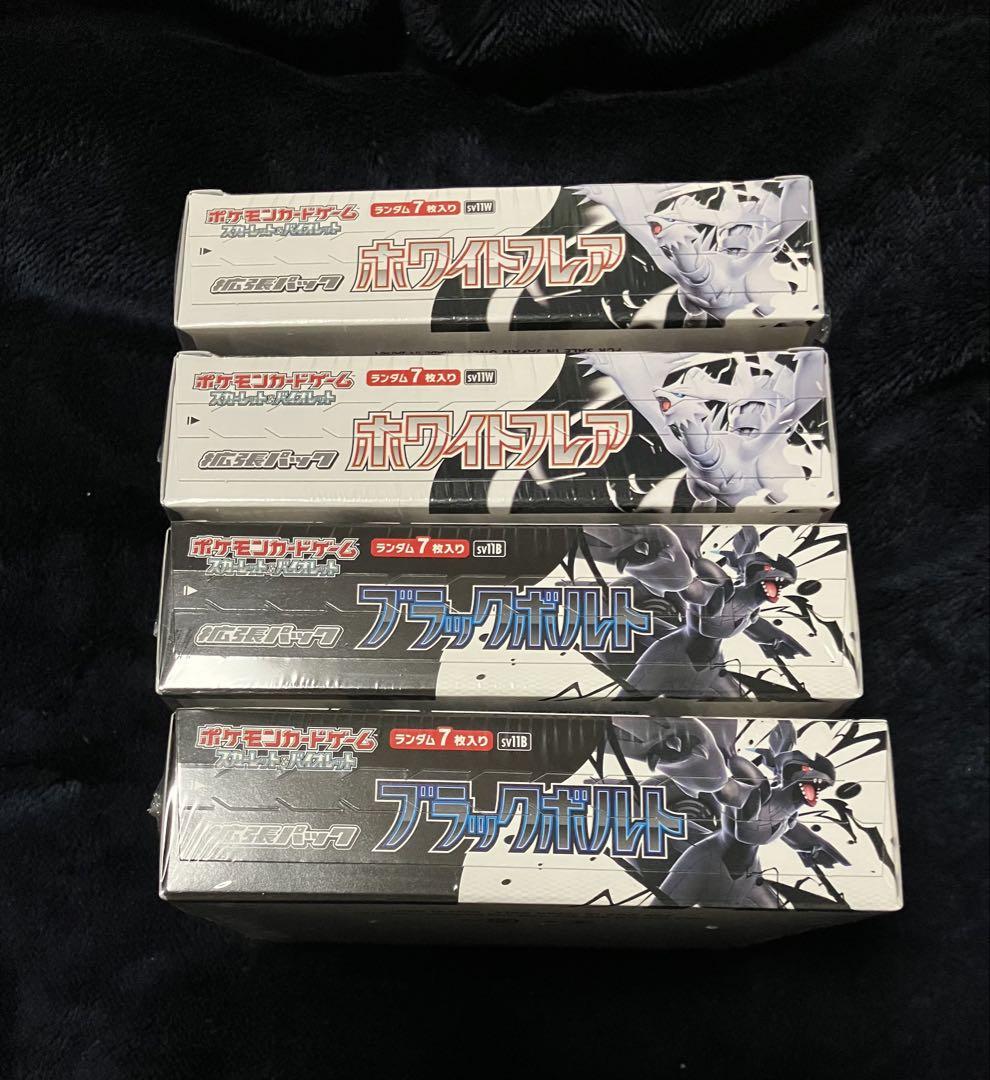 ポケモンカードゲーム
スカーレット&バイオレット
ランダム7枚入り sv11W
拡張パック
ホワイトフレア
FOR SALE IN JAPAN ONLY
ポケモンカードゲーム
スカーレット&バイオレット
ランダム7枚入り sv11W
拡張パック
ホワイトフレア
ポケモンカードゲーム
スカーレット&バイオレット
ランダム7枚入り sv11B
拡張パック
ブラックボルト
ポケモンカードゲーム
スカーレット&バイオレット
ランダム7枚入り sv11B
拡張パック
ブラックボルト